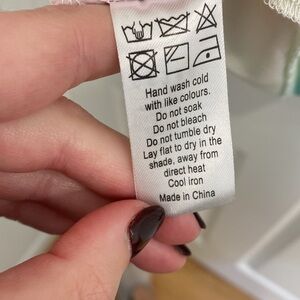 Hand wash cold
with like colours.
Do not soak
Do not bleach
Do not tumble dry
Lay flat to dry in the
shade, away from
direct heat
Cool iron
Made in China